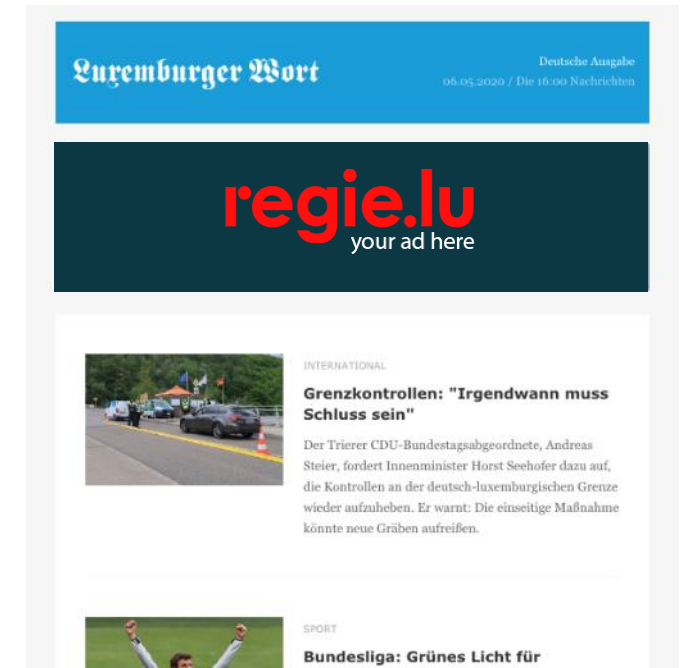 Luxemburger Wort
Deutsche Ausgabe
06.05.2020 / Die 16:00 Nachrichten
regie.lu
your ad here
INTERNATIONAL
Grenzkontrollen: "Irgendwann muss
Schluss sein"
Der Trierer CDU-Bundestagsabgeordnete, Andreas
Steier, fordert Innenminister Horst Seehofer dazu auf,
die Kontrollen an der deutsch-luxemburgischen Grenze
wieder aufzuheben. Er warnt: Die einseitige Maßnahme
könnte neue Gräben aufreißen.
SPORT
Bundesliga: Grünes Licht für